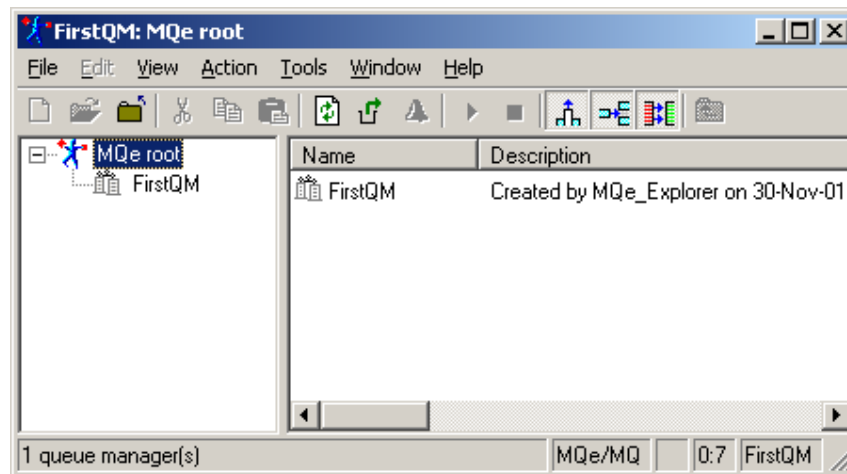 FirstQM: MQe root
File Edit View Action Tools Window Help
MQe root
FirstQM
Name Description
FirstQM Created by MQe_Explorer on 30-Nov-01
1 queue manager(s) MQe/MQ 0:7 FirstQM